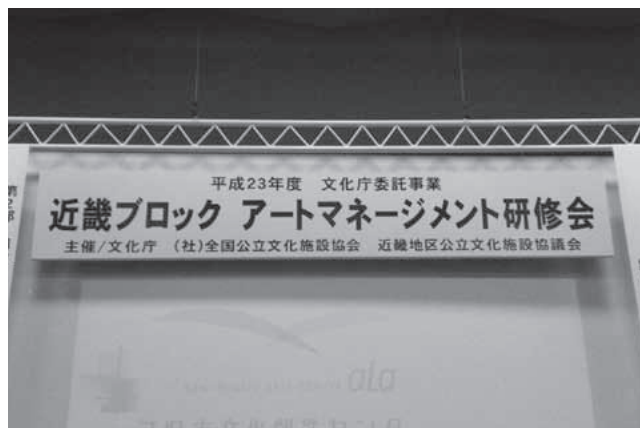 平成23年度　文化庁委託事業
近畿ブロック アートマネージメント研修会
主催/文化庁　(社)全国公立文化施設協会　近畿地区公立文化施設協議会
ala